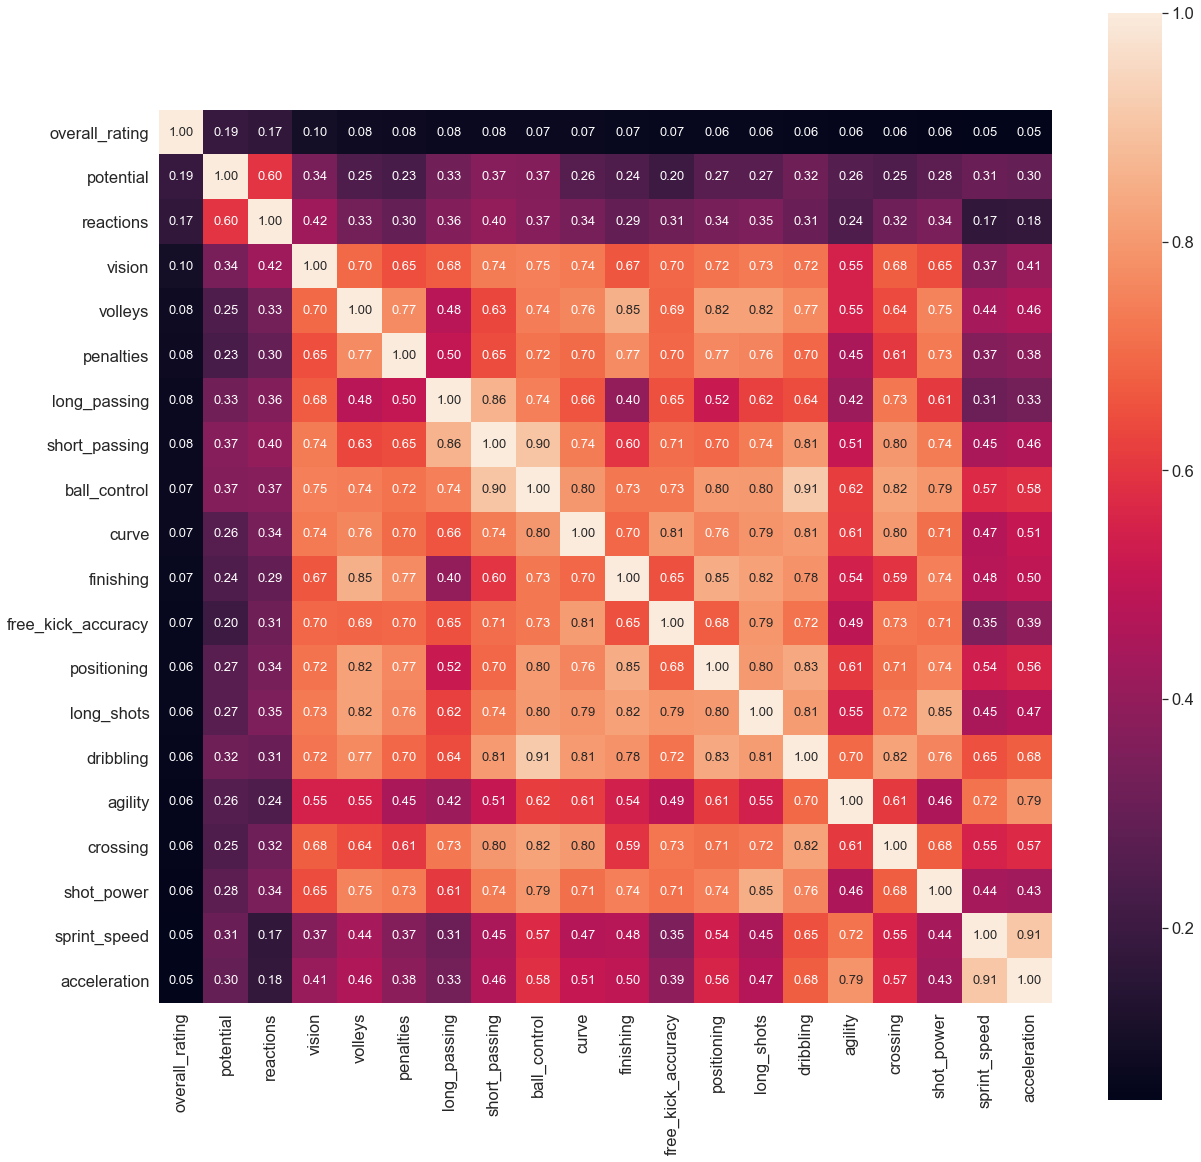 1.0
overall_rating 1.00 0.19 0.17 0.10 0.08 0.08 0.08 0.08 0.07 0.07 0.07 0.07 0.06 0.06 0.06 0.06 0.06 0.06 0.05 0.05
potential 0.19 1.00 0.60 0.34 0.25 0.23 0.33 0.37 0.37 0.26 0.24 0.20 0.27 0.27 0.32 0.26 0.25 0.28 0.31 0.30
reactions 0.17 0.60 1.00 0.42 0.33 0.30 0.36 0.40 0.37 0.34 0.29 0.31 0.34 0.35 0.31 0.24 0.32 0.34 0.17 0.18
0.8
vision 0.10 0.34 0.42 1.00 0.70 0.65 0.68 0.74 0.75 0.74 0.67 0.70 0.72 0.73 0.72 0.55 0.68 0.65 0.37 0.41
volleys 0.08 0.25 0.33 0.70 1.00 0.77 0.48 0.63 0.74 0.76 0.85 0.69 0.82 0.82 0.77 0.55 0.64 0.75 0.44 0.46
penalties 0.08 0.23 0.30 0.65 0.77 1.00 0.50 0.65 0.72 0.70 0.77 0.70 0.77 0.76 0.70 0.45 0.61 0.73 0.37 0.38
long_passing 0.08 0.33 0.36 0.68 0.48 0.50 1.00 0.86 0.74 0.66 0.40 0.65 0.52 0.62 0.64 0.42 0.73 0.61 0.31 0.33
short_passing 0.08 0.37 0.40 0.74 0.63 0.65 0.86 1.00 0.90 0.74 0.60 0.71 0.70 0.74 0.81 0.51 0.80 0.74 0.45 0.46
0.6
ball_control 0.07 0.37 0.37 0.75 0.74 0.72 0.74 0.90 1.00 0.80 0.73 0.73 0.80 0.80 0.91 0.62 0.82 0.79 0.57 0.58
curve 0.07 0.26 0.34 0.74 0.76 0.70 0.66 0.74 0.80 1.00 0.70 0.81 0.76 0.79 0.81 0.61 0.80 0.71 0.47 0.51
finishing 0.07 0.24 0.29 0.67 0.85 0.77 0.40 0.60 0.73 0.70 1.00 0.65 0.85 0.82 0.78 0.54 0.59 0.74 0.48 0.50
free_kick_accuracy 0.07 0.20 0.31 0.70 0.69 0.70 0.65 0.71 0.73 0.81 0.65 1.00 0.68 0.79 0.72 0.49 0.73 0.71 0.35 0.39
positioning 0.06 0.27 0.34 0.72 0.82 0.77 0.52 0.70 0.80 0.76 0.85 0.68 1.00 0.80 0.83 0.61 0.71 0.74 0.54 0.56
0.4
long_shots 0.06 0.27 0.35 0.73 0.82 0.76 0.62 0.74 0.80 0.79 0.82 0.79 0.80 1.00 0.81 0.55 0.72 0.85 0.45 0.47
dribbling 0.06 0.32 0.31 0.72 0.77 0.70 0.64 0.81 0.91 0.81 0.78 0.72 0.83 0.81 1.00 0.70 0.82 0.76 0.65 0.68
agility 0.06 0.26 0.24 0.55 0.55 0.45 0.42 0.51 0.62 0.61 0.54 0.49 0.61 0.55 0.70 1.00 0.61 0.46 0.72 0.79
crossing 0.06 0.25 0.32 0.68 0.64 0.61 0.73 0.80 0.82 0.80 0.59 0.73 0.71 0.72 0.82 0.61 1.00 0.68 0.55 0.57
shot_power 0.06 0.28 0.34 0.65 0.75 0.73 0.61 0.74 0.79 0.71 0.74 0.71 0.74 0.85 0.76 0.46 0.68 1.00 0.44 0.43
0.2
sprint_speed 0.05 0.31 0.17 0.37 0.44 0.37 0.31 0.45 0.57 0.47 0.48 0.35 0.54 0.45 0.65 0.72 0.55 0.44 1.00 0.91
acceleration 0.05 0.30 0.18 0.41 0.46 0.38 0.33 0.46 0.58 0.51 0.50 0.39 0.56 0.47 0.68 0.79 0.57 0.43 0.91 1.00
overall_rating
potential
reactions
vision
volleys
penalties
long_passing
short_passing
ball_control
curve
finishing
free_kick_accuracy
positioning
long_shots
dribbling
agility
crossing
shot_power
sprint_speed
acceleration